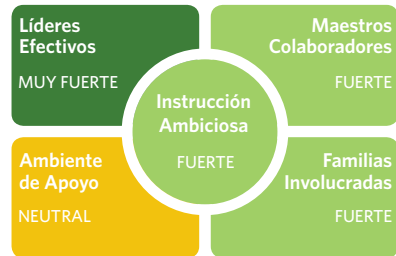 Líderes
Efectivos
MUY FUERTE
Maestros
Colaboradores
FUERTE
Instrucción
Ambiciosa
FUERTE
Ambiente
de Apoyo
NEUTRAL
Familias
Involucradas
FUERTE